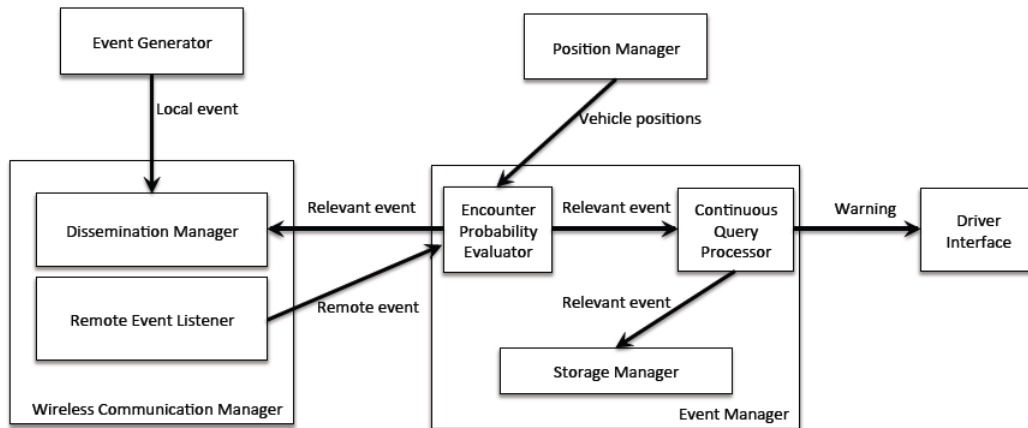 Event Generator
Position Manager
Local event
Vehicle positions
Relevant event
Encounter
Probability
Evaluator
Relevant event
Continuous
Query
Processor
Warning
Driver
Interface
Dissemination Manager
Remote event
Remote Event Listener
Relevant event
Storage Manager
Wireless Communication Manager
Event Manager